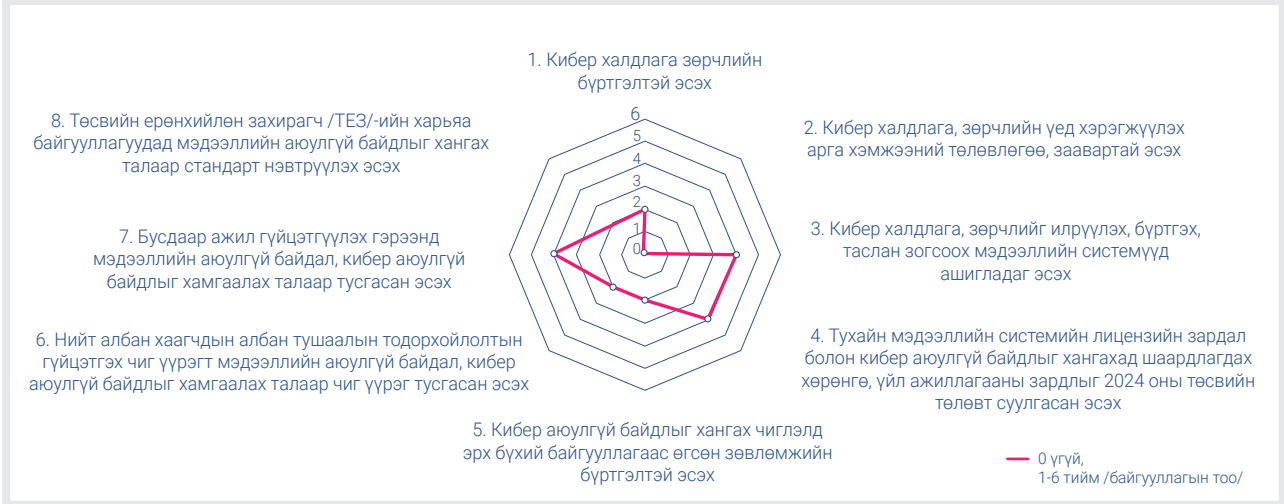 1. Кибер халдлага зөрчлийн
бүртгэлтэй эсэх
2. Кибер халдлага, зөрчлийн үед хэрэгжүүлэх
арга хэмжээний төлөвлөгөө, заавартай эсэх
3. Кибер халдлага, зөрчлийг илрүүлэх, бүртгэх,
таслан зогсоох мэдээллийн системүүд
ашигладаг эсэх
4. Тухайн мэдээллийн системийн лицензийн зардал
болон кибер аюулгүй байдлыг хангахад шаардлагдах
хөрөнгө, үйл ажиллагааны зардлыг 2024 оны төсвийн
төлөвт суулгасан эсэх
5. Кибер аюулгүй байдлыг хангах чиглэлд
эрх бүхий байгууллагаас өгсөн зөвлөмжийн
бүртгэлтэй эсэх
6. Нийт албан хаагчдын албан тушаалын тодорхойлолтын
гүйцэтгэх чиг үүрэгт мэдээллийн аюулгүй байдал, кибер
аюулгүй байдлыг хамгаалах талаар чиг үүрэг тусгасан эсэх
7. Бусдаар ажил гүйцэтгүүлэх гэрээнд
мэдээллийн аюулгүй байдал, кибер аюулгүй
байдлыг хамгаалах талаар тусгасан эсэх
8. Төсвийн ерөнхийлөн захирагч /ТЕЗ/-ийн харьяа
байгууллагуудад мэдээллийн аюулгүй байдлыг хангах
талаар стандарт нэвтрүүлэх эсэх
6
5
4
3
2
1
0
0 үгүй,
1-6 тийм /байгууллагын тоо/